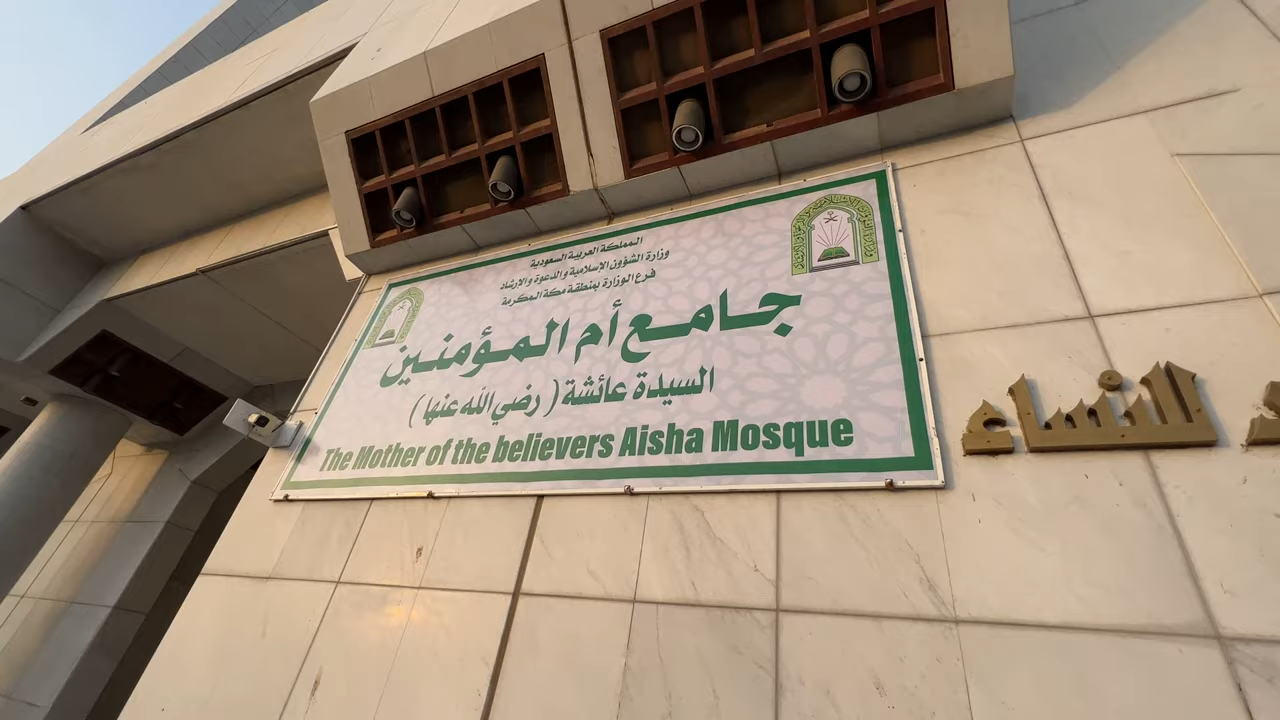 المملكة العربية السعودية
وزارة الشؤون الإسلامية والدعوة والإرشاد
فرع الوزارة بمنطقة مكة المكرمة
جامع أم المؤمنين
السيدة عائشة (رضي الله عنها)
The Mother of the believers Aisha Mosque
للنساء